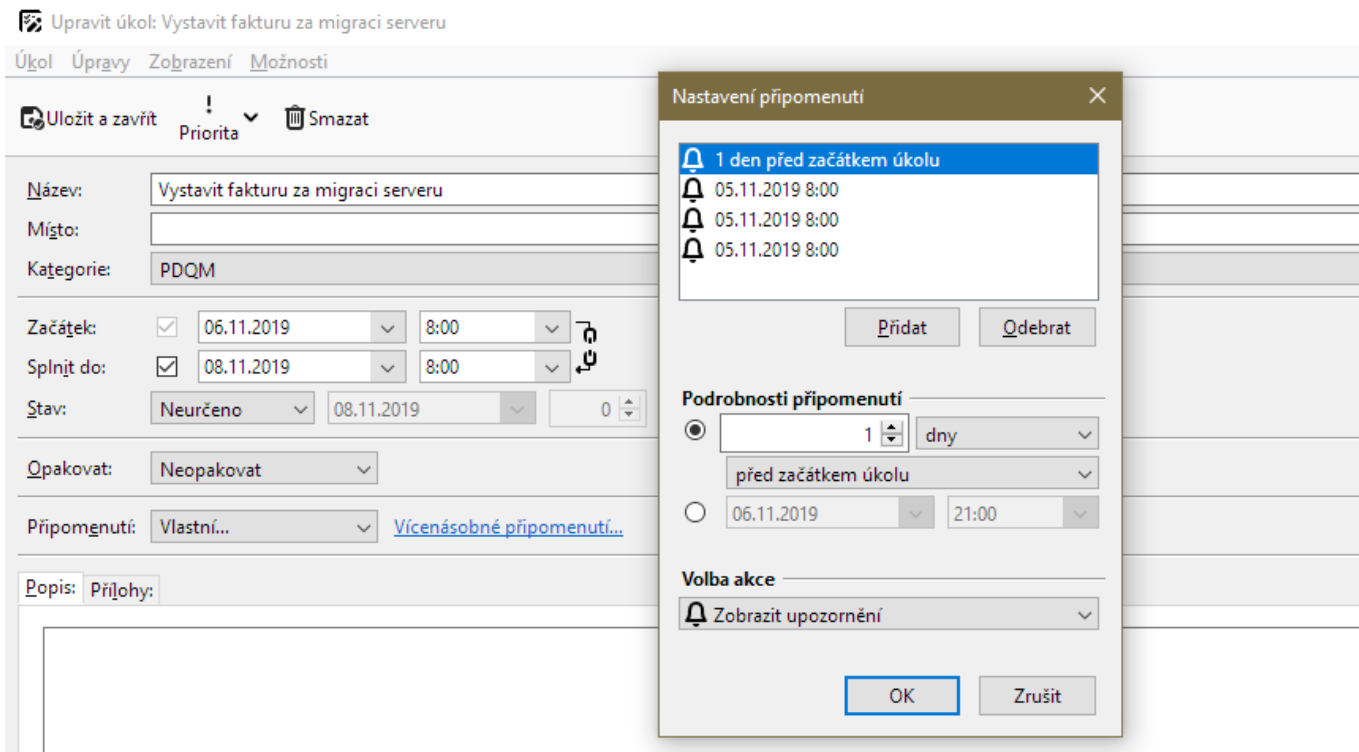 Upravit úkol: Vystavit fakturu za migraci serveru
Úkol Úpravy Zobrazení Možnosti
Uložit a zavřít ! Priorita Smazat
Název: Vystavit fakturu za migraci serveru
Místo:
Kategorie: PDQM
Začátek: 06.11.2019 8:00
Splnit do: 08.11.2019 8:00
Stav: Neurčeno 08.11.2019 0
Opakovat: Neopakovat
Připomenutí: Vlastní... Vícenásobné připomenutí...
Popis: Přílohy:
Nastavení připomenutí
1 den před začátkem úkolu
05.11.2019 8:00
05.11.2019 8:00
05.11.2019 8:00
Přidat Odebrat
Podrobnosti připomenutí
1 dny
před začátkem úkolu
06.11.2019 21:00
Volba akce
Zobrazit upozornění
OK Zrušit